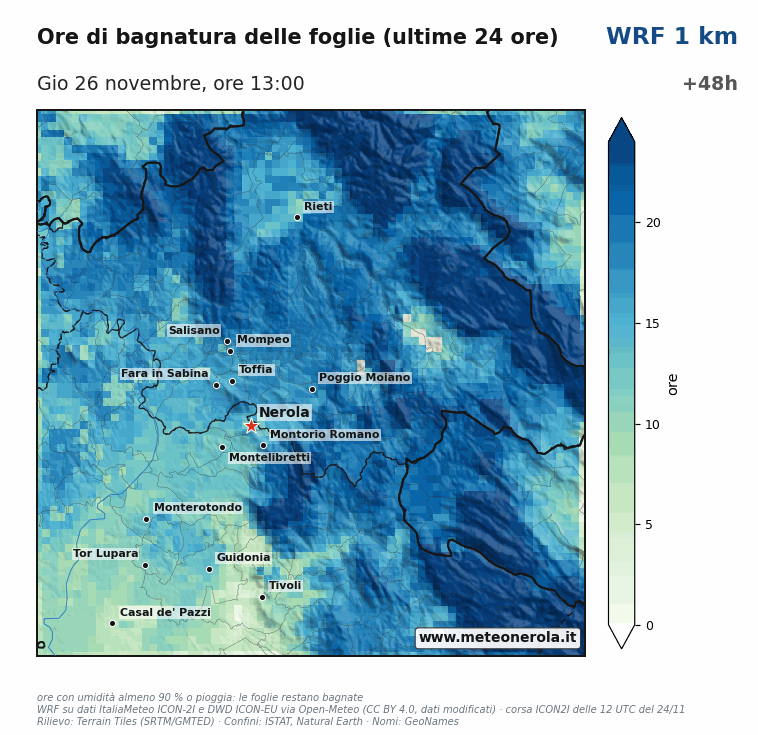 Ore di bagnatura delle foglie (ultime 24 ore)
WRF 1 km
Gio 26 novembre, ore 13:00
+48h
Rieti
Salisano
Mompeo
Fara in Sabina
Toffia
Poggio Moiano
Nerola
Montorio Romano
Montelibretti
Monterotondo
Tor Lupara
Guidonia
Tivoli
Casal de' Pazzi
www.meteonerola.it
20
15
10
5
0
ore
ore con umidità almeno 90 % o pioggia: le foglie restano bagnate
WRF su dati ItaliaMeteo ICON-2I e DWD ICON-EU via Open-Meteo (CC BY 4.0, dati modificati) · corsa ICON2I delle 12 UTC del 24/11
Rilievo: Terrain Tiles (SRTM/GMTED) · Confini: ISTAT, Natural Earth · Nomi: GeoNames